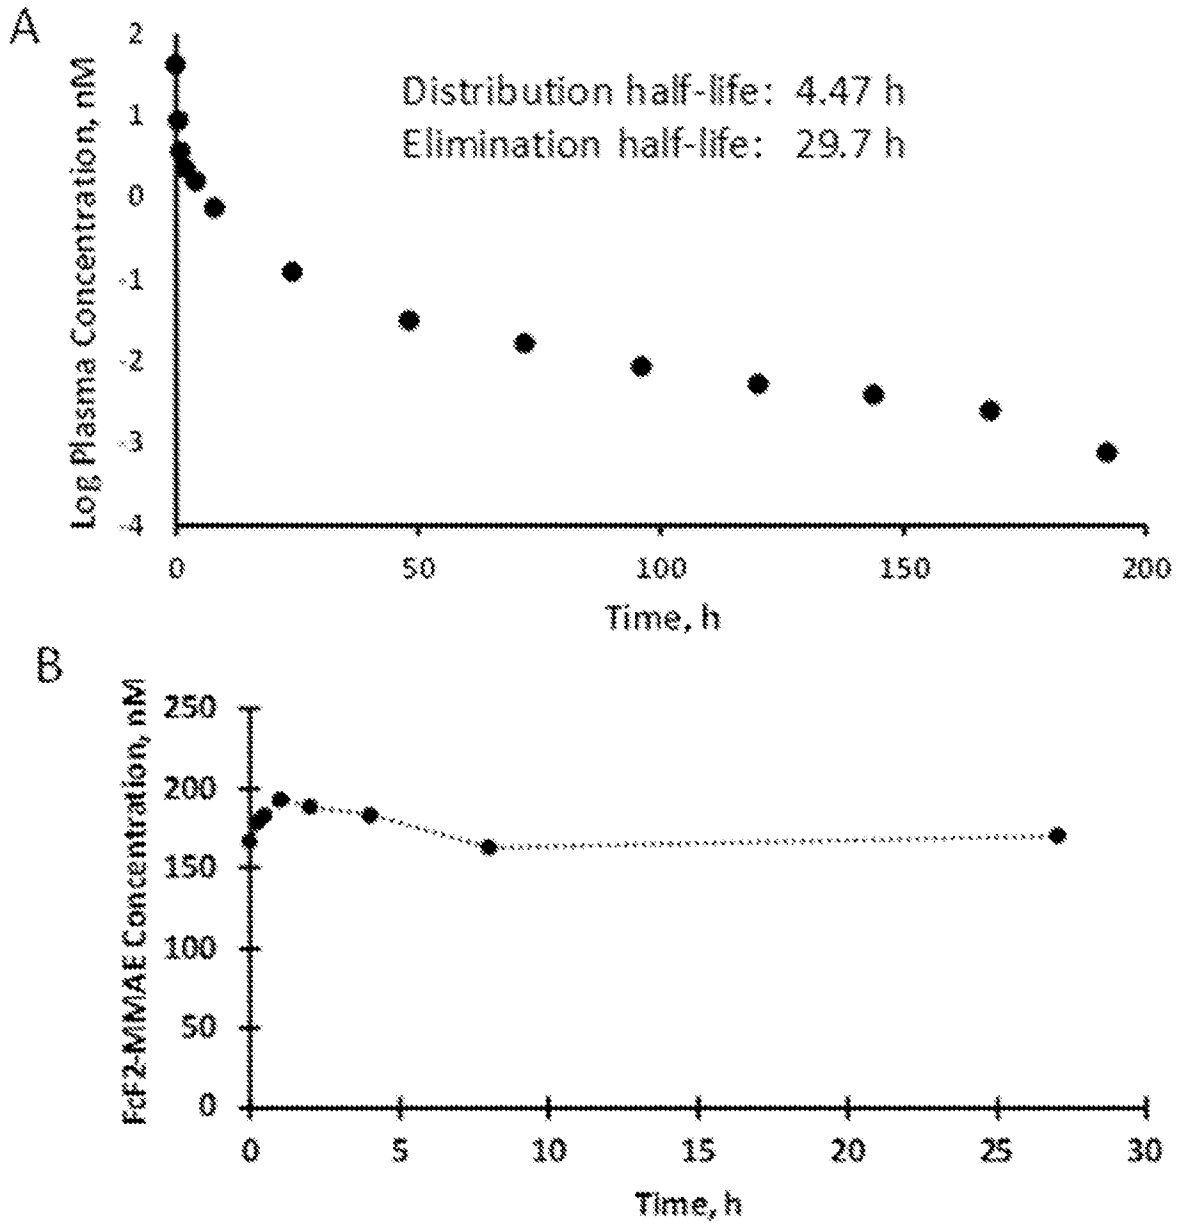 A
Log Plasma Concentration, nM
2
1
0
-1
-2
-3
-4
Distribution half-life: 4.47 h
Elimination half-life: 29.7 h
0 50 100 150 200
Time, h
B
FcF2-MMAE Concentration, nM
250
200
150
100
50
0
0 5 10 15 20 25 30
Time, h